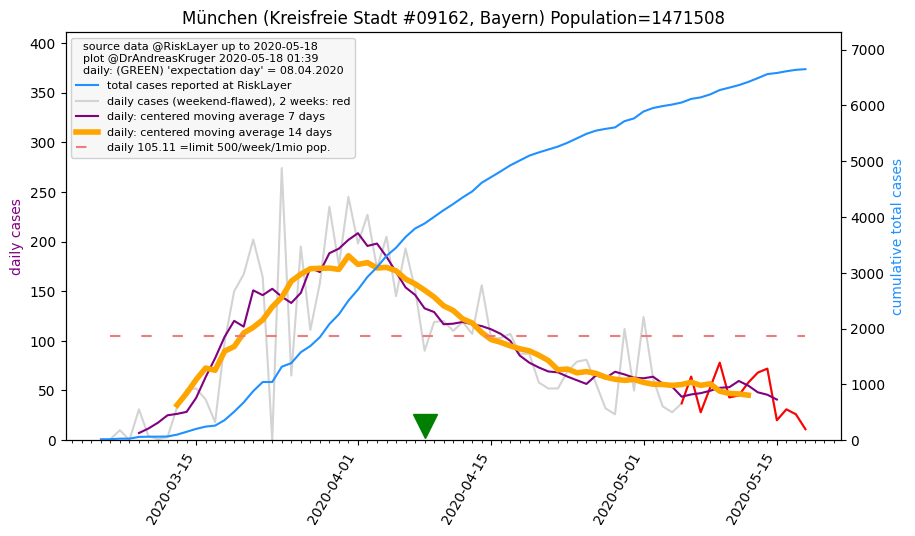 München (Kreisfreie Stadt #09162, Bayern) Population=1471508
source data @RiskLayer up to 2020-05-18
plot @DrAndreasKruger 2020-05-18 01:39
daily: (GREEN) 'expectation day' = 08.04.2020
total cases reported at RiskLayer
daily cases (weekend-flawed), 2 weeks: red
daily: centered moving average 7 days
daily: centered moving average 14 days
daily 105.11 =limit 500/week/1mio pop.
daily cases
400
350
300
250
200
150
100
50
0
7000
6000
5000
4000
3000
2000
1000
0
cumulative total cases
2020-03-15
2020-04-01
2020-04-15
2020-05-01
2020-05-15